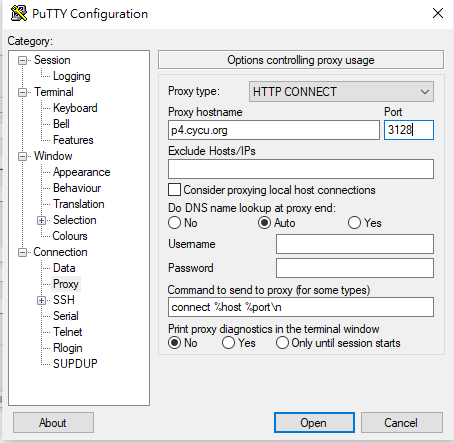 PuTTY Configuration
Category:
Session
Logging
Terminal
Keyboard
Bell
Features
Window
Appearance
Behaviour
Translation
Selection
Colours
Connection
Data
Proxy
SSH
Serial
Telnet
Rlogin
SUPDUP
Options controlling proxy usage
Proxy type: HTTP CONNECT
Proxy hostname Port
p4.cycu.org 3128
Exclude Hosts/IPs
Consider proxying local host connections
Do DNS name lookup at proxy end:
No Auto Yes
Username
Password
Command to send to proxy (for some types)
connect %host %port\n
Print proxy diagnostics in the terminal window
No Yes Only until session starts
About Open Cancel